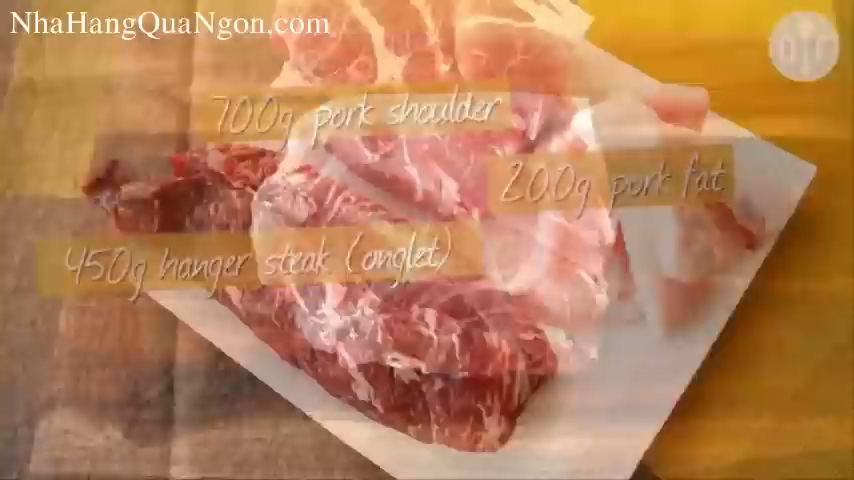 NhaHangQuaNgon.com
700g pork shoulder
200g pork fat
450g hanger steak (onglet)